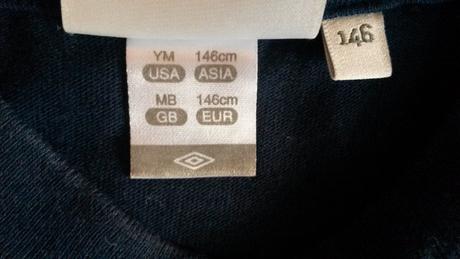 146
YM 146cm
USA ASIA
MB 146cm
GB EUR